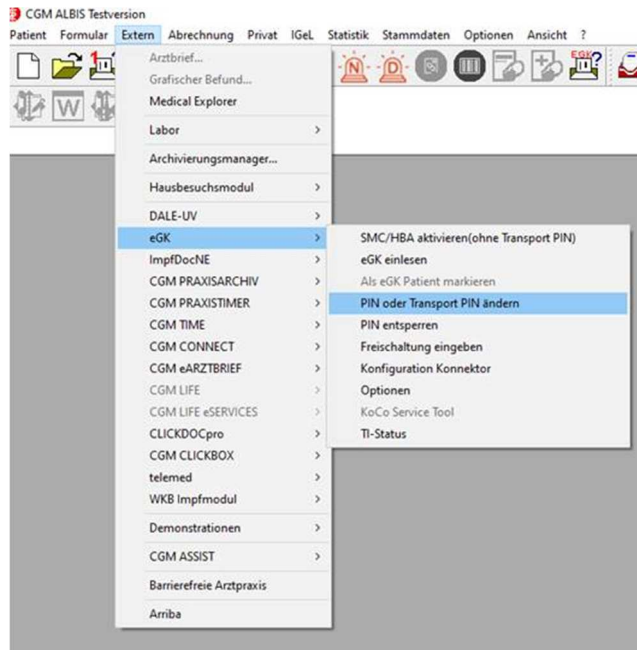 CGM ALBIS Testversion
Patient Formular Extern Abrechnung Privat IGeL Statistik Stammdaten Optionen Ansicht ?
1
N
D
EGK
?
W
Arztbrief...
Grafischer Befund...
Medical Explorer
Labor
Archivierungsmanager...
Hausbesuchsmodul
DALE-UV
eGK
ImpfDocNE
CGM PRAXISARCHIV
CGM PRAXISTIMER
CGM TIME
CGM CONNECT
CGM eARZTBRIEF
CGM LIFE
CGM LIFE eSERVICES
CLICKDOCpro
CGM CLICKBOX
telemed
WKB Impfmodul
Demonstrationen
CGM ASSIST
Barrierefreie Arztpraxis
Arriba
SMC/HBA aktivieren(ohne Transport PIN)
eGK einlesen
Als eGK Patient markieren
PIN oder Transport PIN ändern
PIN entsperren
Freischaltung eingeben
Konfiguration Konnektor
Optionen
KoCo Service Tool
TI-Status